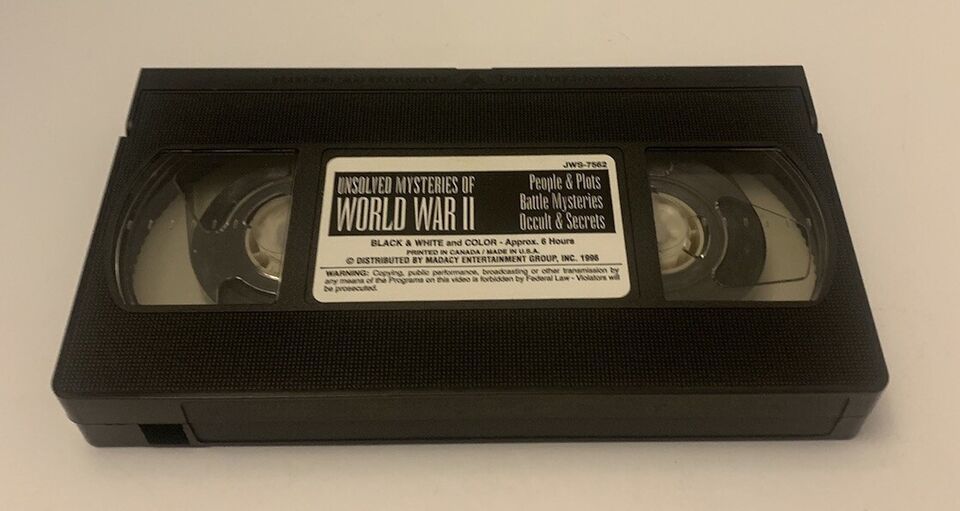 JWS-7562
UNSOLVED MYSTERIES OF
WORLD WAR II
People & Plots
Battle Mysteries
Occult & Secrets
BLACK & WHITE and COLOR - Approx. 6 Hours
PRINTED IN CANADA / MADE IN U.S.A.
© DISTRIBUTED BY MADACY ENTERTAINMENT GROUP, INC. 1996
WARNING: Copying, public performance, broadcasting or other transmission by
any means of the Programs on this video is forbidden by Federal Law - Violators will
be prosecuted.